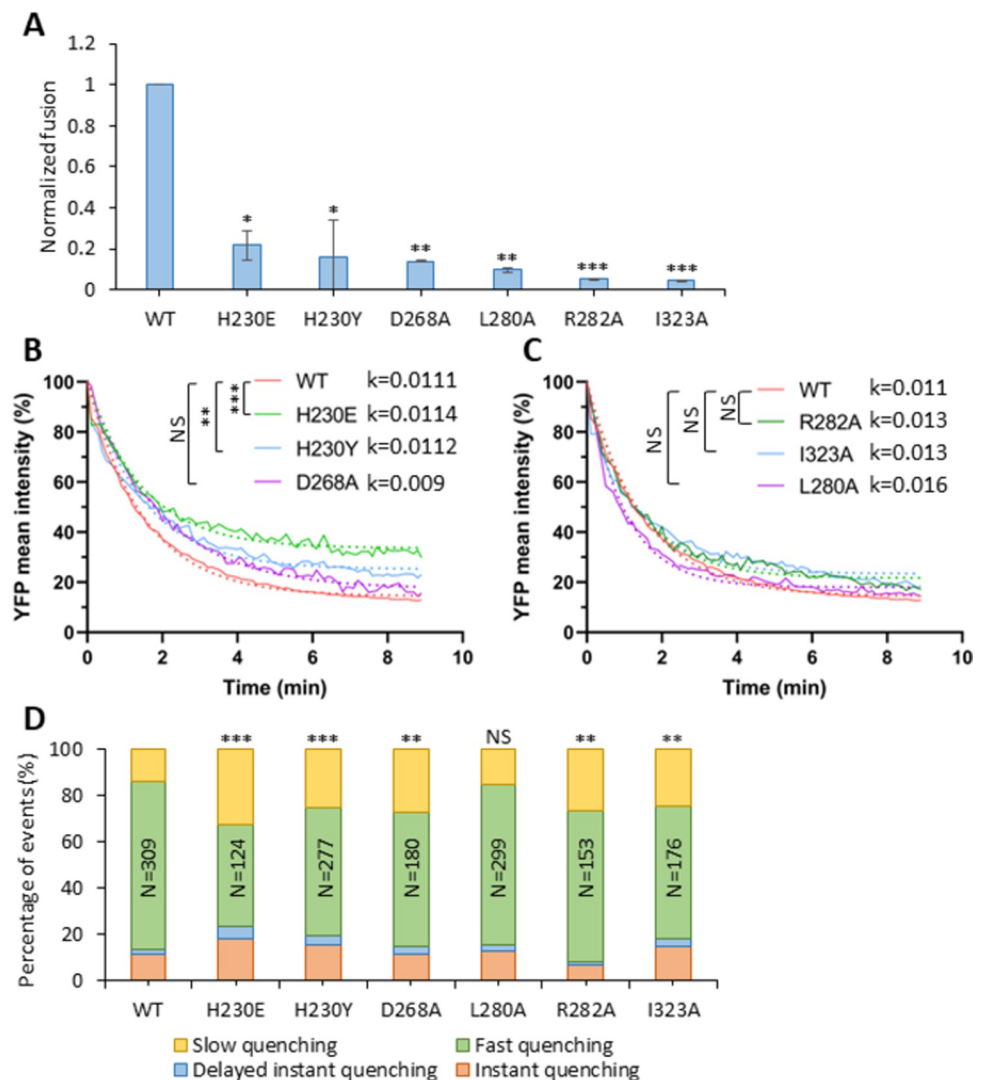 A
1.2
1
0.8
0.6
0.4
0.2
0
Normalized fusion
* * ** ** *** ***
WT H230E H230Y D268A L280A R282A I323A
B
100
80
60
40
20
0
YFP mean intensity (%)
NS ** ***
WT k=0.0111
H230E k=0.0114
H230Y k=0.0112
D268A k=0.009
0 2 4 6 8 10
Time (min)
C
100
80
60
40
20
0
YFP mean intensity (%)
NS NS NS
WT k=0.011
R282A k=0.013
I323A k=0.013
L280A k=0.016
0 2 4 6 8 10
Time (min)
D
100
80
60
40
20
0
Percentage of events (%)
*** *** ** NS ** **
N=309 N=124 N=277 N=180 N=299 N=153 N=176
WT H230E H230Y D268A L280A R282A I323A
Slow quenching Fast quenching
Delayed instant quenching Instant quenching